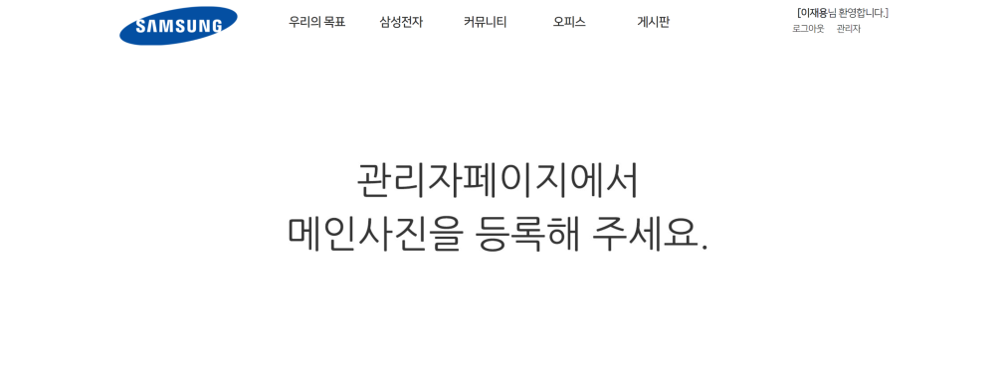 SAMSUNG
우리의 목표 삼성전자 커뮤니티 오피스 게시판
[이재용님 환영합니다.]
로그아웃 관리자
관리자페이지에서
메인사진을 등록해 주세요.